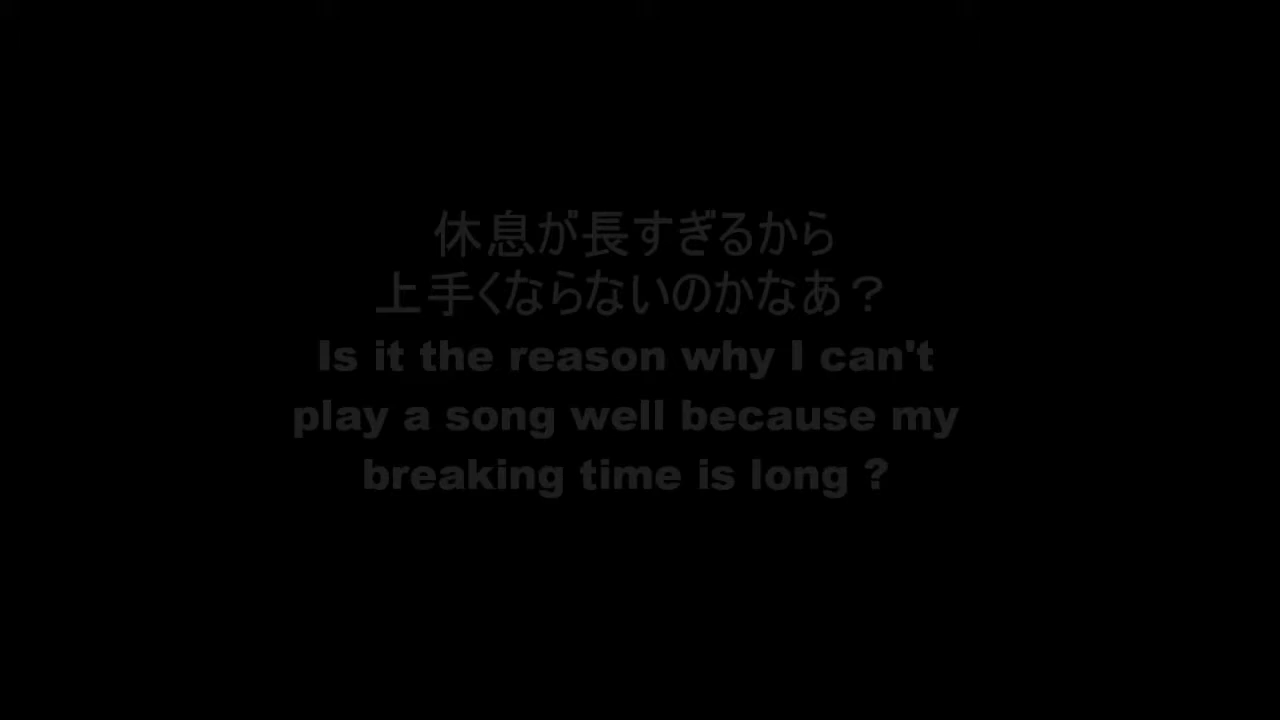 休息が長すぎるから
上手くならないのかなあ？
Is it the reason why I can't
play a song well because my
breaking time is long ?